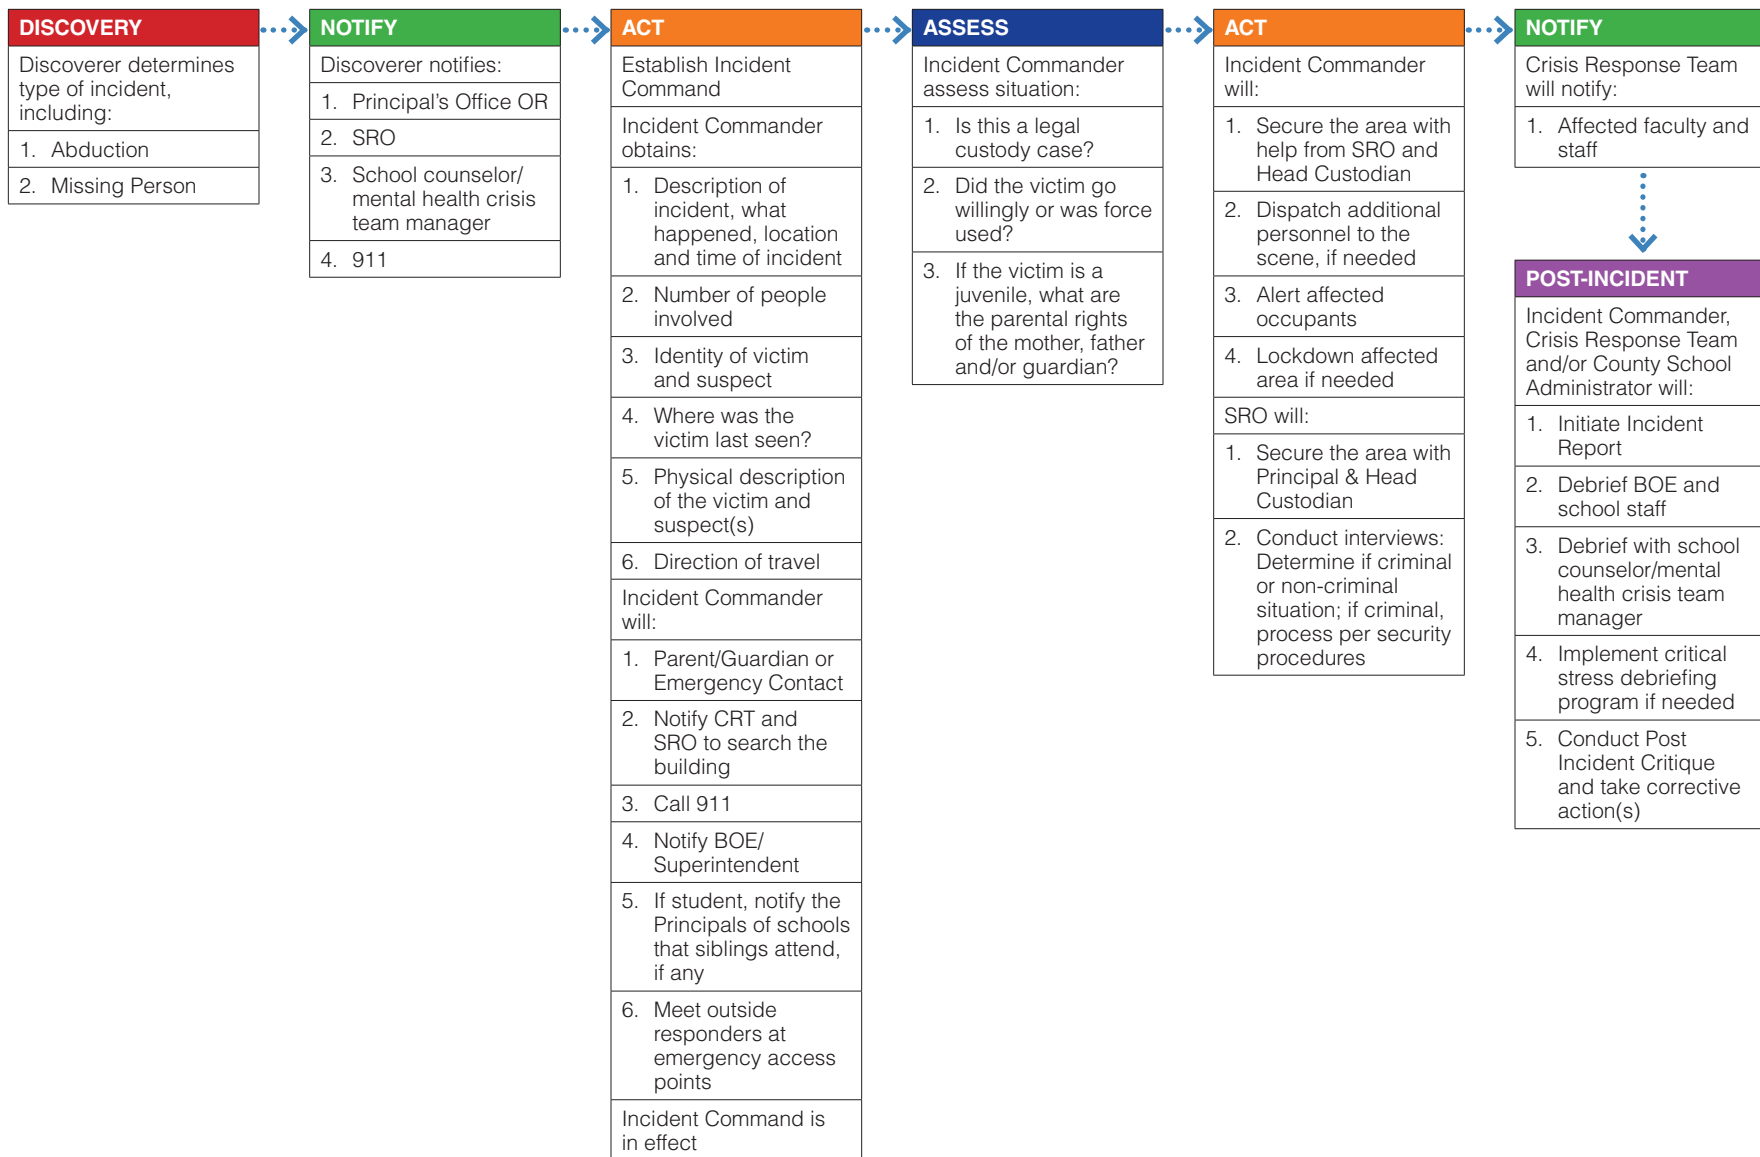 DISCOVERY
Discoverer determines
type of incident,
including:
1. Abduction
2. Missing Person
NOTIFY
Discoverer notifies:
1. Principal’s Office OR
2. SRO
3. School counselor/
mental health crisis
team manager
4. 911
ACT
Establish Incident
Command
Incident Commander
obtains:
1. Description of
incident, what
happened, location
and time of incident
2. Number of people
involved
3. Identity of victim
and suspect
4. Where was the
victim last seen?
5. Physical description
of the victim and
suspect(s)
6. Direction of travel
Incident Commander
will:
1. Parent/Guardian or
Emergency Contact
2. Notify CRT and
SRO to search the
building
3. Call 911
4. Notify BOE/
Superintendent
5. If student, notify the
Principals of schools
that siblings attend,
if any
6. Meet outside
responders at
emergency access
points
Incident Command is
in effect
ASSESS
Incident Commander
assess situation:
1. Is this a legal
custody case?
2. Did the victim go
willingly or was force
used?
3. If the victim is a
juvenile, what are
the parental rights
of the mother, father
and/or guardian?
ACT
Incident Commander
will:
1. Secure the area with
help from SRO and
Head Custodian
2. Dispatch additional
personnel to the
scene, if needed
3. Alert affected
occupants
4. Lockdown affected
area if needed
SRO will:
1. Secure the area with
Principal & Head
Custodian
2. Conduct interviews:
Determine if criminal
or non-criminal
situation; if criminal,
process per security
procedures
NOTIFY
Crisis Response Team
will notify:
1. Affected faculty and
staff
POST-INCIDENT
Incident Commander,
Crisis Response Team
and/or County School
Administrator will:
1. Initiate Incident
Report
2. Debrief BOE and
school staff
3. Debrief with school
counselor/mental
health crisis team
manager
4. Implement critical
stress debriefing
program if needed
5. Conduct Post
Incident Critique
and take corrective
action(s)